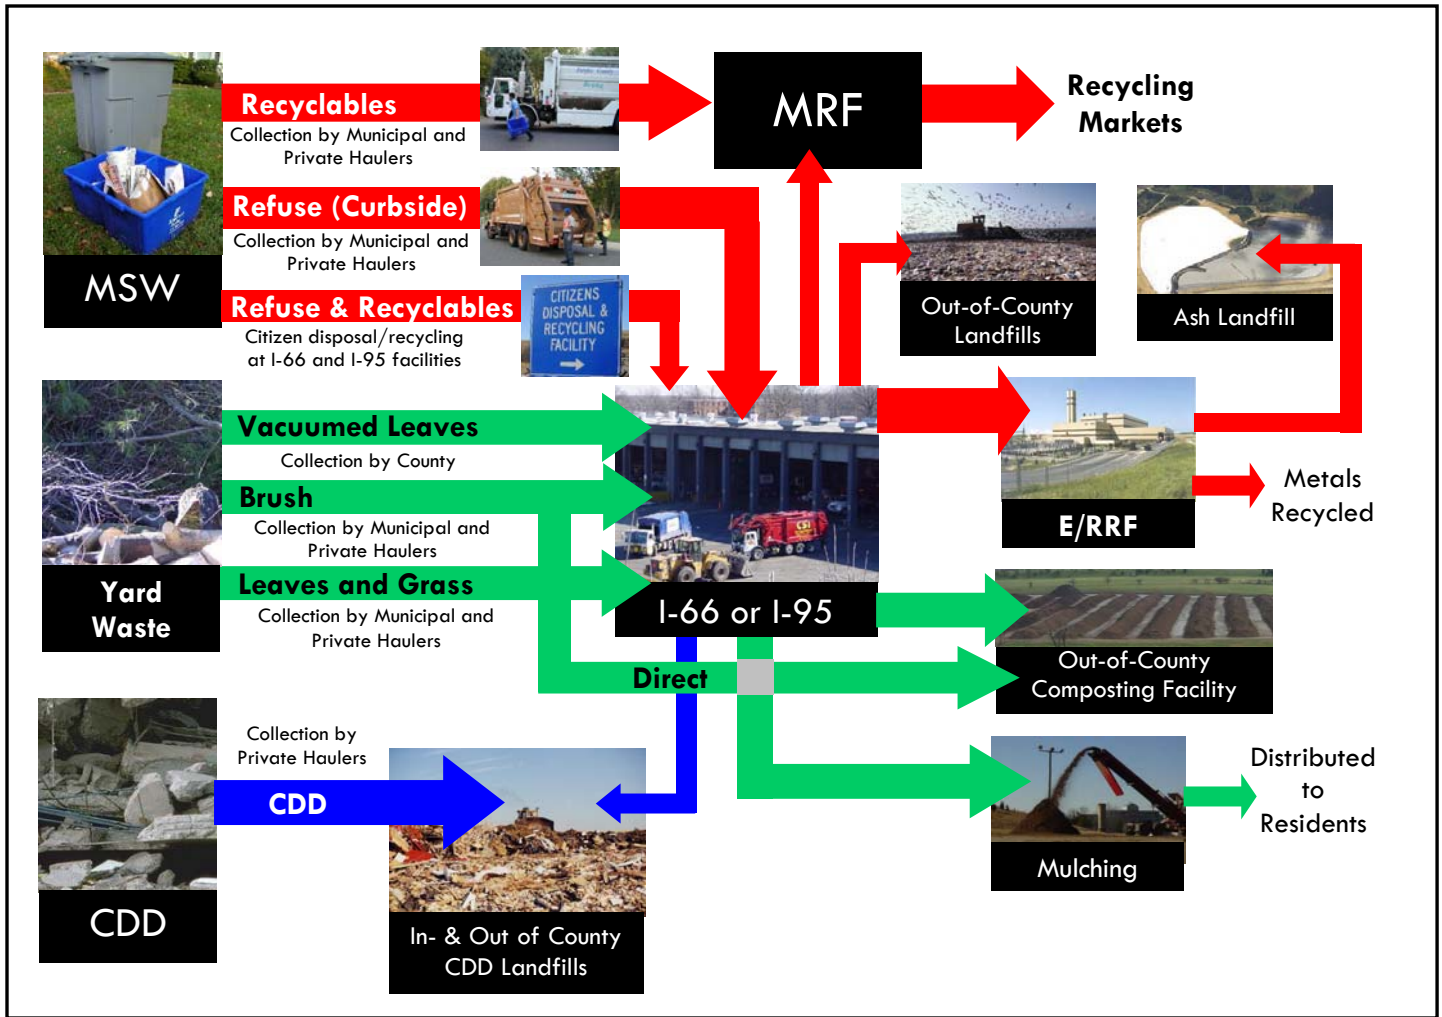 Recyclables
Collection by Municipal and
Private Haulers
MRF
Recycling
Markets
Refuse (Curbside)
Collection by Municipal and
Private Haulers
MSW
Refuse & Recyclables
Citizen disposal/recycling
at I-66 and I-95 facilities
CITIZENS
DISPOSAL &
RECYCLING
FACILITY
Out-of-County
Landfills
Ash Landfill
Vacuumed Leaves
Collection by County
Brush
Collection by Municipal and
Private Haulers
Leaves and Grass
Collection by Municipal and
Private Haulers
Yard
Waste
CSI
I-66 or I-95
E/RRF
Metals
Recycled
Direct
Out-of-County
Composting Facility
Collection by
Private Haulers
CDD
CDD
In- & Out of County
CDD Landfills
Mulching
Distributed
to
Residents